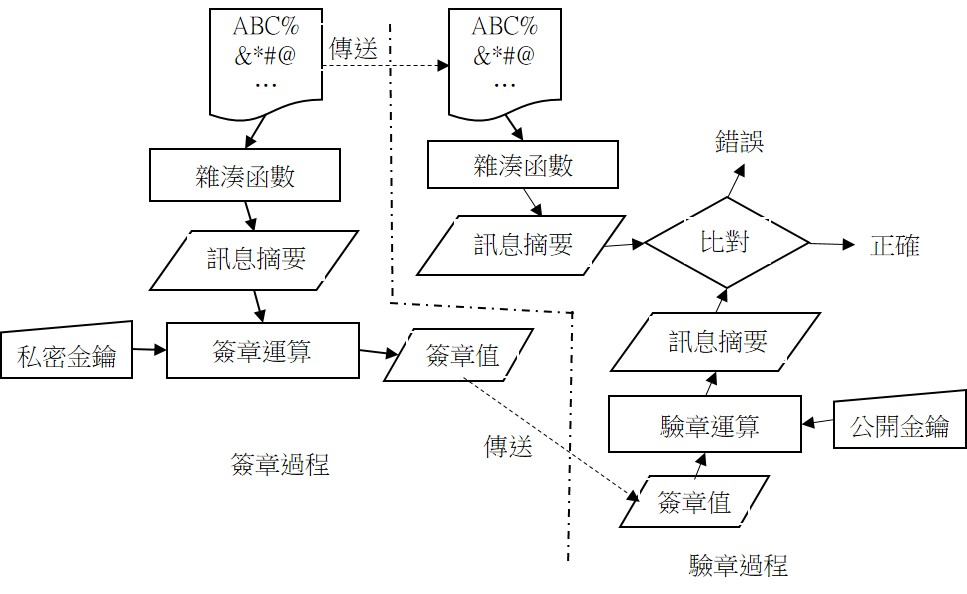 ABC%
&*#@
…
傳送
ABC%
&*#@
…
雜湊函數
訊息摘要
私密金鑰
簽章運算
簽章值
簽章過程
傳送
雜湊函數
訊息摘要
比對
錯誤
正確
訊息摘要
驗章運算
公開金鑰
簽章值
驗章過程